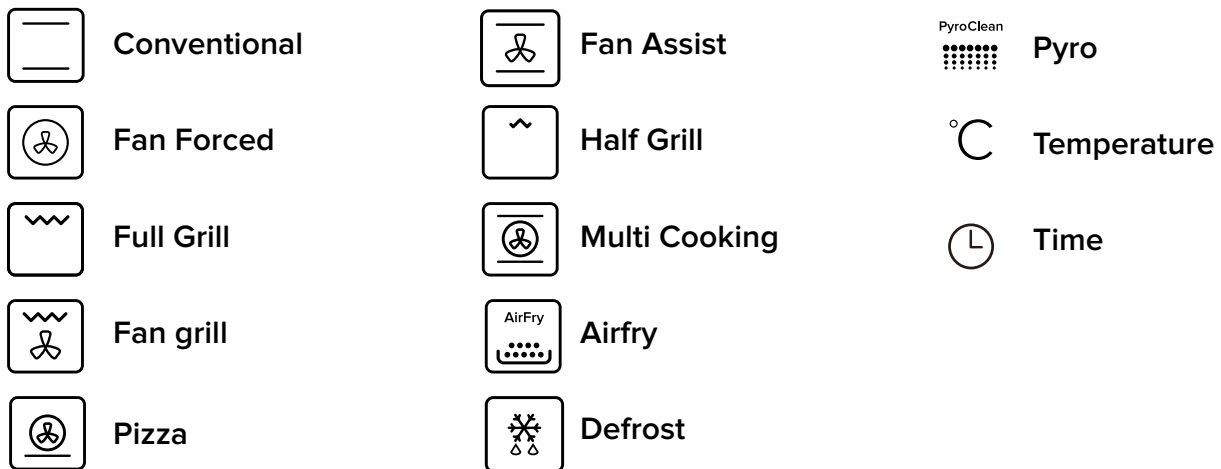 Conventional
Fan Forced
Full Grill
Fan grill
Pizza
Fan Assist
Half Grill
Multi Cooking
AirFry
Airfry
Defrost
PyroClean
Pyro
°C
Temperature
Time